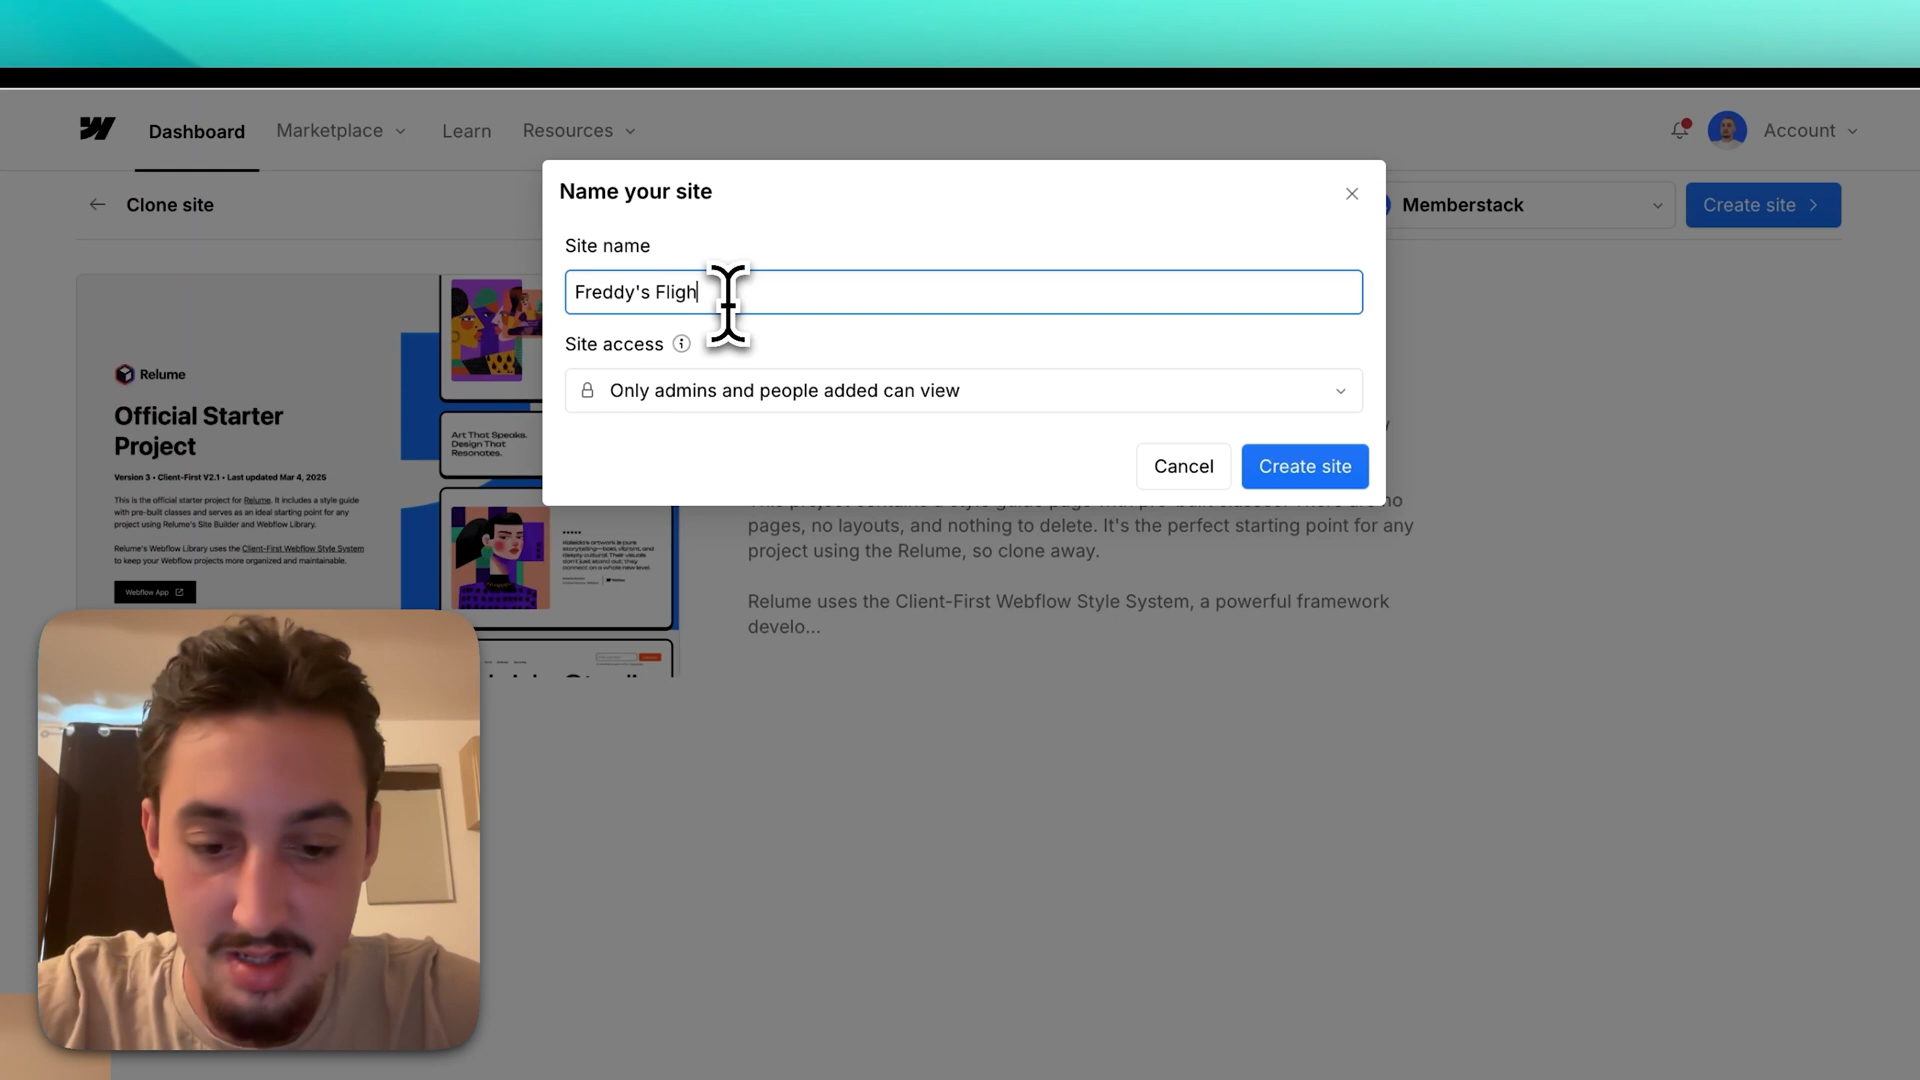 Dashboard
Marketplace
Learn
Resources
Account
Clone site
Memberstack
Create site
Name your site
Site name
Freddy's Fligh
Site access
Only admins and people added can view
Cancel
Create site
Relume
Official Starter
Project
Version 3 • Client-First V2.1 • Last updated Mar 4, 2025
This is the official starter project for Relume. It includes a style guide
with pre-built classes and serves as an ideal starting point for any
project using Relume's Site Builder and Webflow Library.
Relume's Webflow Library uses the Client-First Webflow Style System
to keep your Webflow projects more organized and maintainable.
Webflow App
Art That Speaks.
Design That
Resonates.
pages, no layouts, and nothing to delete. It's the perfect starting point for any
project using the Relume, so clone away.
Relume uses the Client-First Webflow Style System, a powerful framework
develo...